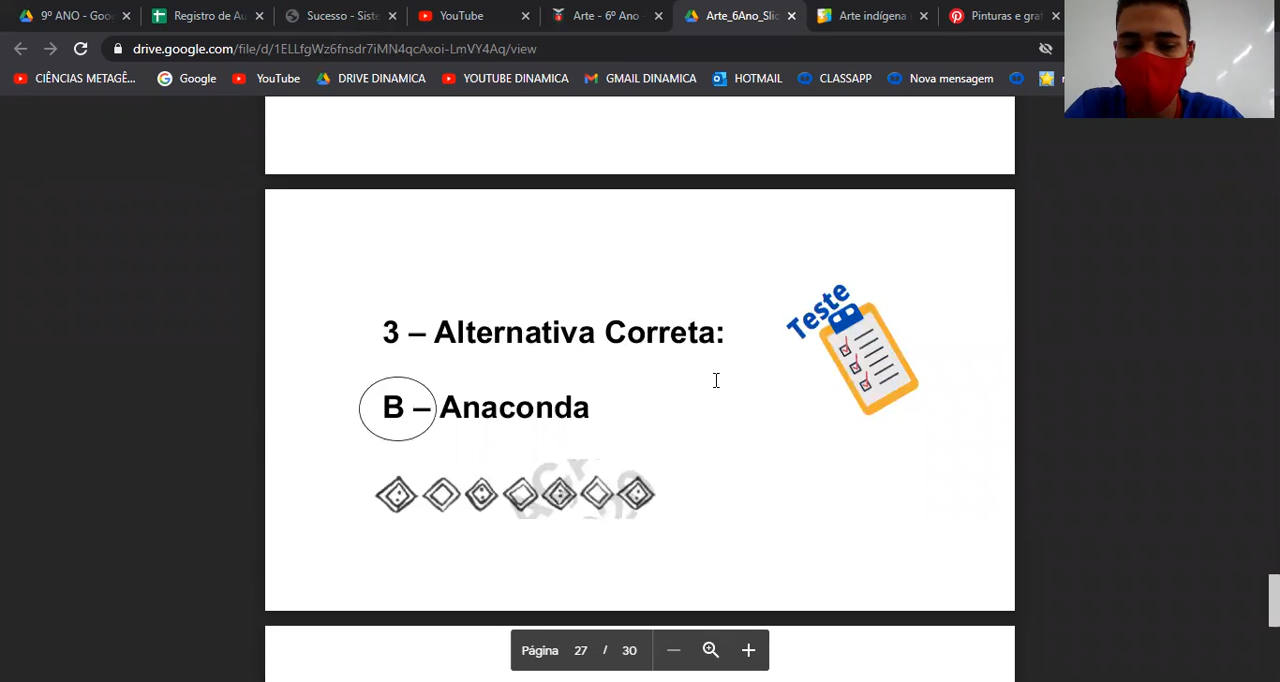 9º ANO - Goo
Registro de Au
Sucesso - Siste
YouTube
Arte - 6º Ano -
Arte_6Ano_Slid
Arte indígena
Pinturas e graf
drive.google.com/file/d/1ELLfgWz6fnsdr7iMN4qcAxoi-LmVY4Aq/view
CIÊNCIAS METAGÊ...
Google
YouTube
DRIVE DINAMICA
YOUTUBE DINAMICA
GMAIL DINAMICA
HOTMAIL
CLASSAPP
Nova mensagem
Teste
3 – Alternativa Correta:
B – Anaconda
Página 27 / 30